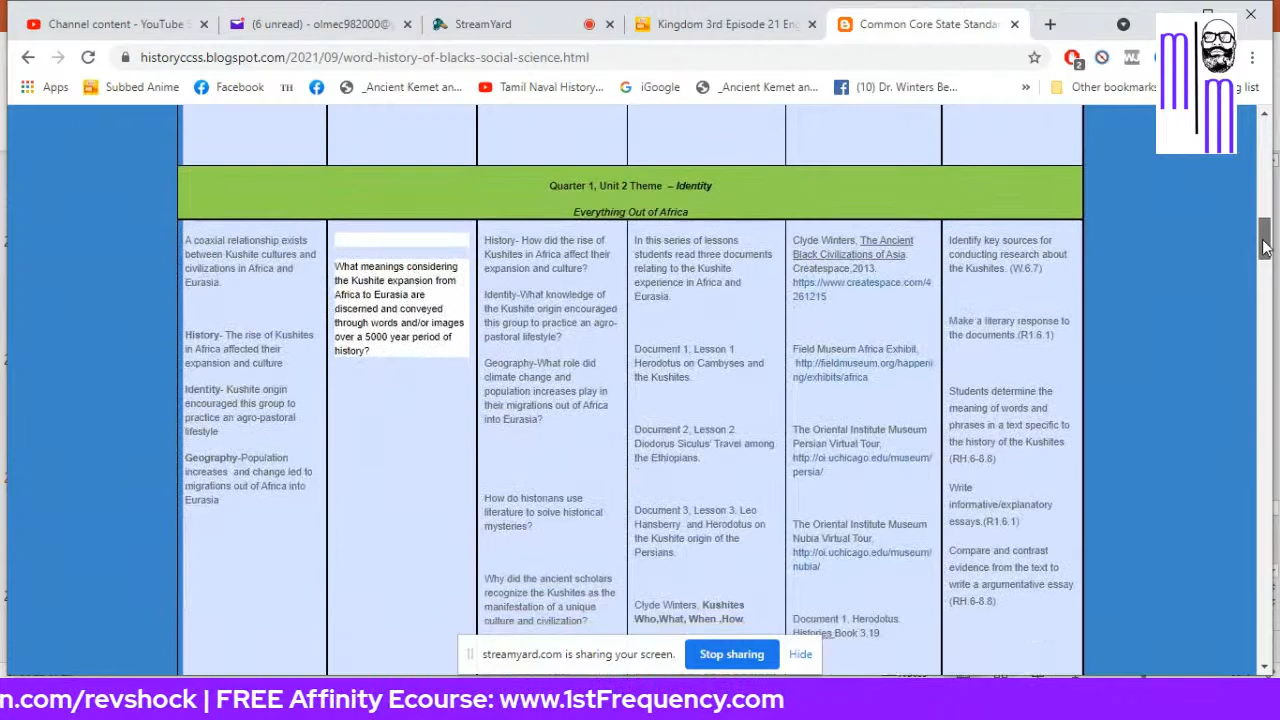 Channel content - YouTube S
(6 unread) - olmec982000@y
StreamYard
Kingdom 3rd Episode 21 Eng
Common Core State Standa
historyccss.blogspot.com/2021/09/word-history-of-blacks-social-science.html
2
Apps
Subbed Anime
Facebook
TH
_Ancient Kemet an...
Tamil Naval History...
iGoogle
_Ancient Kemet an...
(10) Dr. Winters Be...
»
Other bookmarks
g list
Quarter 1, Unit 2 Theme – Identity
Everything Out of Africa
A coaxial relationship exists
between Kushite cultures and
civilizations in Africa and
Eurasia.
History- The rise of Kushites
in Africa affected their
expansion and culture
Identity- Kushite origin
encouraged this group to
practice an agro-pastoral
lifestyle
Geography-Population
increases and change led to
migrations out of Africa into
Eurasia
What meanings considering
the Kushite expansion from
Africa to Eurasia are
discerned and conveyed
through words and/or images
over a 5000 year period of
history?
History- How did the rise of
Kushites in Africa affect their
expansion and culture?
Identity-What knowledge of
the Kushite origin encouraged
this group to practice an agro-
pastoral lifestyle?
Geography-What role did
climate change and
population increases play in
their migrations out of Africa
into Eurasia?
How do historians use
literature to solve historical
mysteries?
Why did the ancient scholars
recognize the Kushites as the
manifestation of a unique
culture and civilization?
In this series of lessons
students read three documents
relating to the Kushite
experience in Africa and
Eurasia.
Document 1, Lesson 1
Herodotus on Cambyses and
the Kushites.
Document 2, Lesson 2.
Diodorus Siculus' Travel among
the Ethiopians.
Document 3, Lesson 3. Leo
Hansberry and Herodotus on
the Kushite origin of the
Persians.
Clyde Winters, Kushites
Who,What, When ,How.
Clyde Winters, The Ancient
Black Civilizations of Asia.
Createspace,2013.
https://www.createspace.com/4
261215
Field Museum Africa Exhibit,
http://fieldmuseum.org/happeni
ng/exhibits/africa
The Oriental Institute Museum
Persian Virtual Tour,
http://oi.uchicago.edu/museum/
persia/
The Oriental Institute Museum
Nubia Virtual Tour,
http://oi.uchicago.edu/museum/
nubia/
Document 1. Herodotus.
Histories Book 3.19
Identify key sources for
conducting research about
the Kushites. (W.6.7)
Make a literary response to
the documents.(R1.6.1)
Students determine the
meaning of words and
phrases in a text specific to
the history of the Kushites
(RH.6-8.8)
Write
informative/explanatory
essays.(R1.6.1)
Compare and contrast
evidence from the text to
write a argumentative essay
(RH.6-8.8)
streamyard.com is sharing your screen.
Stop sharing
Hide
n.com/revshock | FREE Affinity Ecourse: www.1stFrequency.com